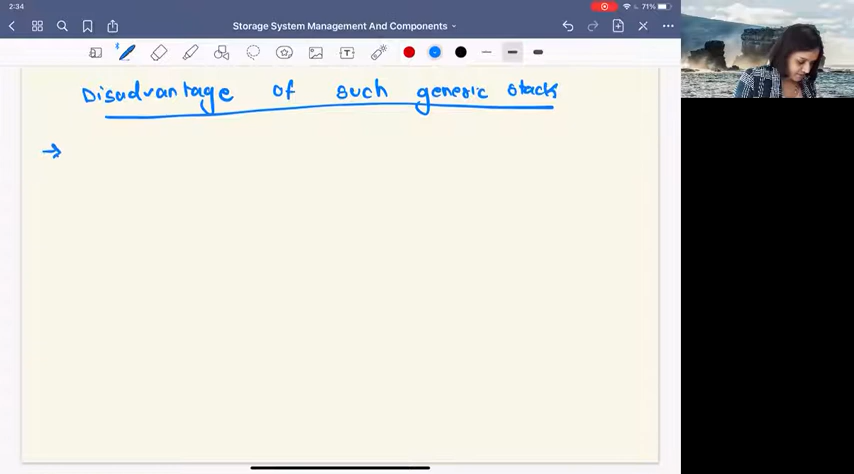 2:34
71%
Storage System Management And Components
Disadvantage of such generic stack
→